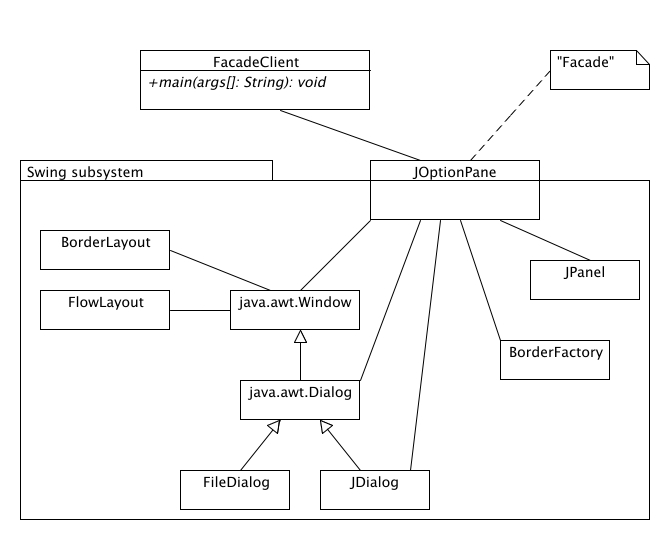 FacadeClient
+main(args[]: String): void
"Facade"
Swing subsystem
JOptionPane
BorderLayout
FlowLayout
java.awt.Window
JPanel
BorderFactory
java.awt.Dialog
FileDialog
JDialog